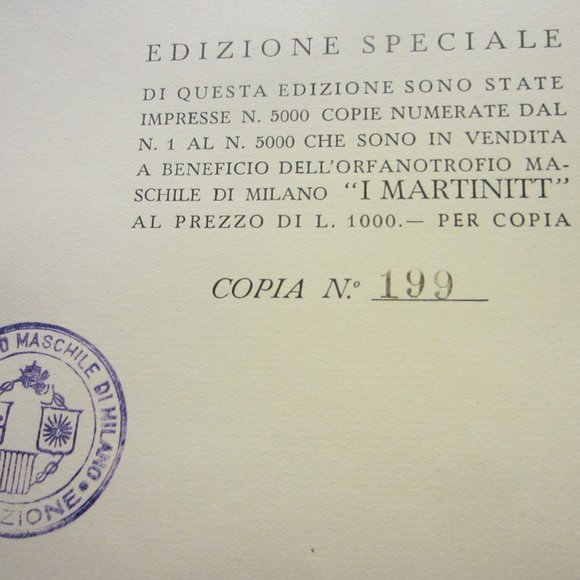 EDIZIONE SPECIALE
DI QUESTA EDIZIONE SONO STATE
IMPRESSE N. 5000 COPIE NUMERATE DAL
N. 1 AL N. 5000 CHE SONO IN VENDITA
A BENEFICIO DELL'ORFANOTROFIO MA-
SCHILE DI MILANO "I MARTINITT"
AL PREZZO DI L. 1000.— PER COPIA
COPIA N.º 199
O MASCHILE DI MILANO *
ZIONE